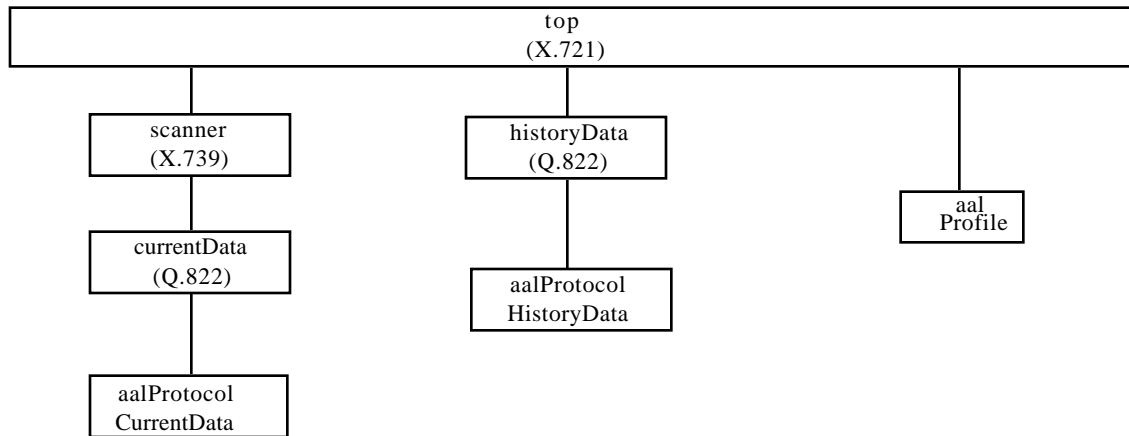 top
(X.721)
scanner
(X.739)
historyData
(Q.822)
aal
Profile
currentData
(Q.822)
aalProtocol
HistoryData
aalProtocol
CurrentData